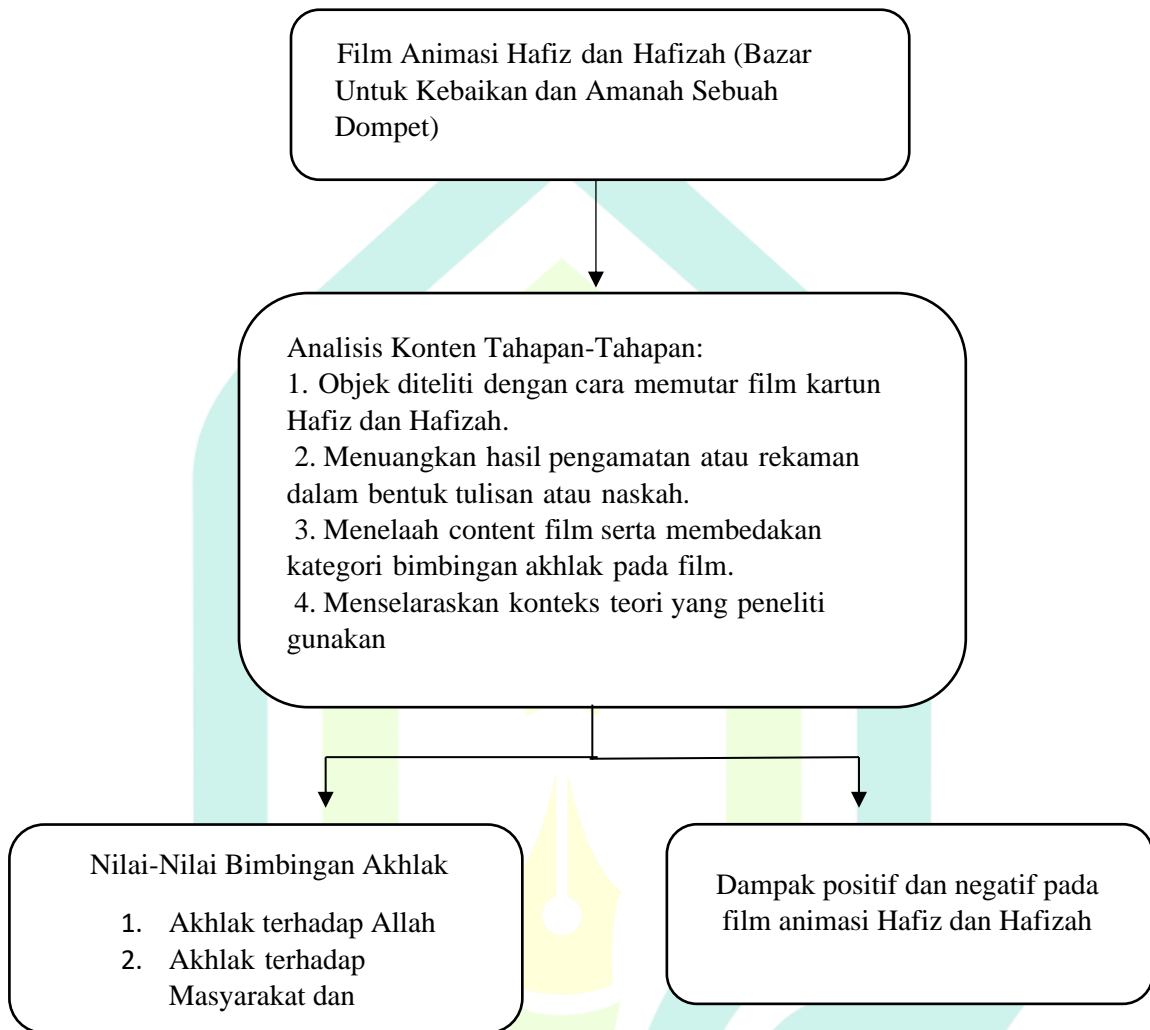 Film Animasi Hafiz dan Hafizah (Bazar
Untuk Kebaikan dan Amanah Sebuah
Dompet)
Analisis Konten Tahapan-Tahapan:
1. Objek diteliti dengan cara memutar film kartun
Hafiz dan Hafizah.
2. Menuangkan hasil pengamatan atau rekaman
dalam bentuk tulisan atau naskah.
3. Menelaah content film serta membedakan
kategori bimbingan akhlak pada film.
4. Menselaraskan konteks teori yang peneliti
gunakan
Nilai-Nilai Bimbingan Akhlak
1. Akhlak terhadap Allah
2. Akhlak terhadap
Masyarakat dan
Dampak positif dan negatif pada
film animasi Hafiz dan Hafizah